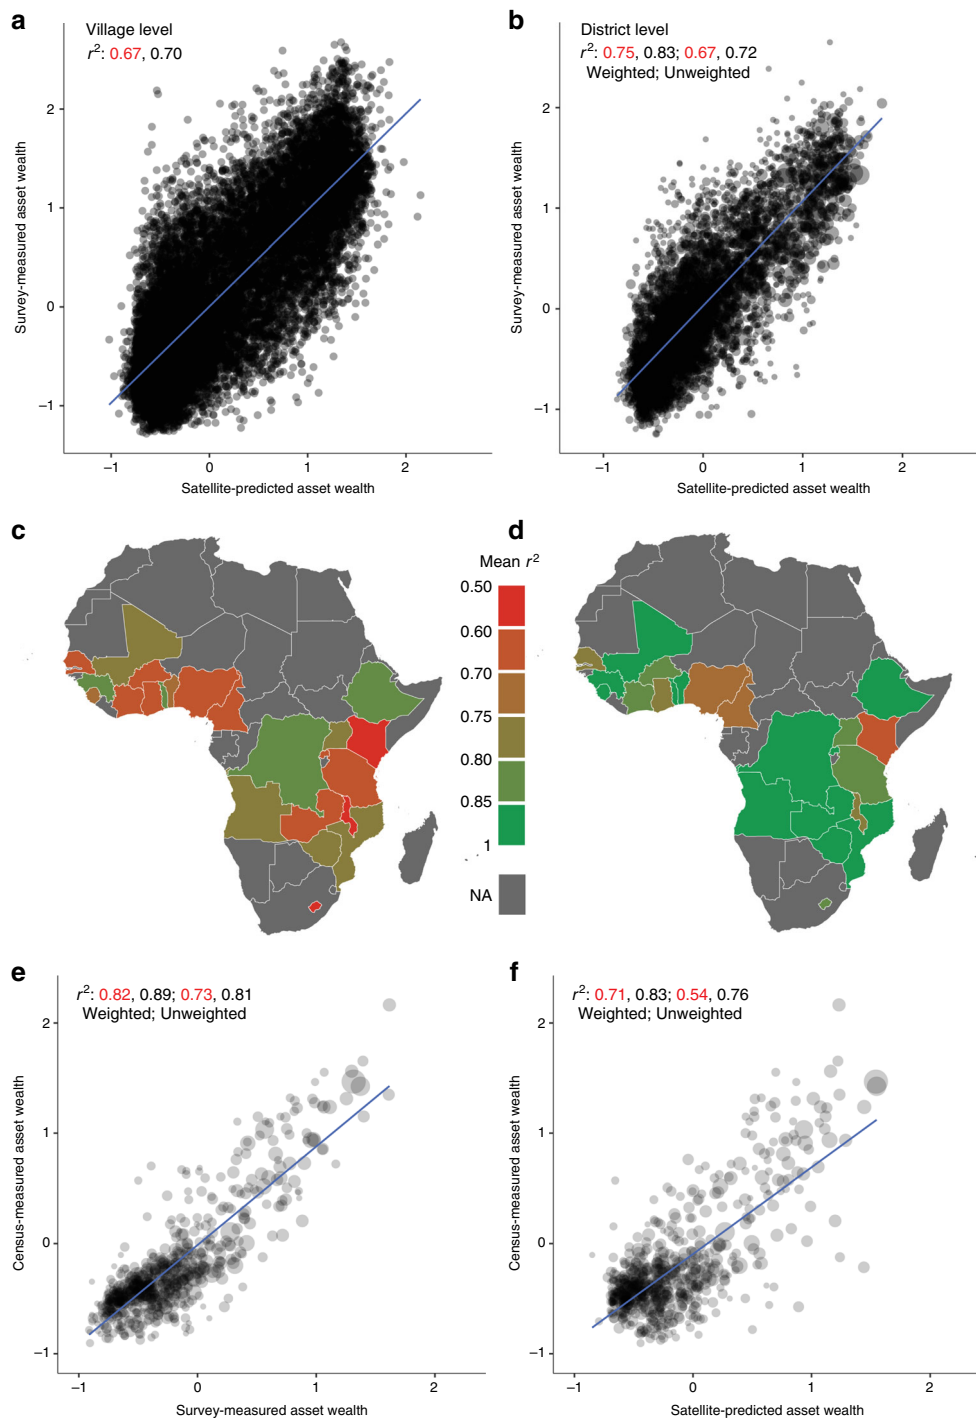 a
Village level
r²: 0.67, 0.70
Survey-measured asset wealth
2
1
0
−1
−1
0
1
2
Satellite-predicted asset wealth
b
District level
r²: 0.75, 0.83; 0.67, 0.72
Weighted; Unweighted
Survey-measured asset wealth
2
1
0
−1
−1
0
1
2
Satellite-predicted asset wealth
c
Mean r²
0.50
0.60
0.70
0.75
0.80
0.85
1
NA
d
e
r²: 0.82, 0.89; 0.73, 0.81
Weighted; Unweighted
Census-measured asset wealth
2
1
0
−1
−1
0
1
2
Survey-measured asset wealth
f
r²: 0.71, 0.83; 0.54, 0.76
Weighted; Unweighted
Census-measured asset wealth
2
1
0
−1
−1
0
1
2
Satellite-predicted asset wealth